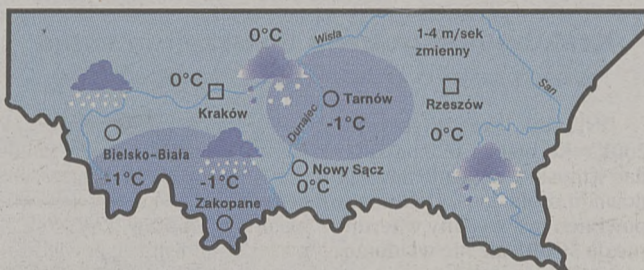 0°C
Wisła
1-4 m/sek
zmienny
0°C
Kraków
Tarnów
-1°C
Dunajec
Rzeszów
San
0°C
Bielsko-Biała
-1°C
-1°C
Zakopane
Nowy Sącz
0°C